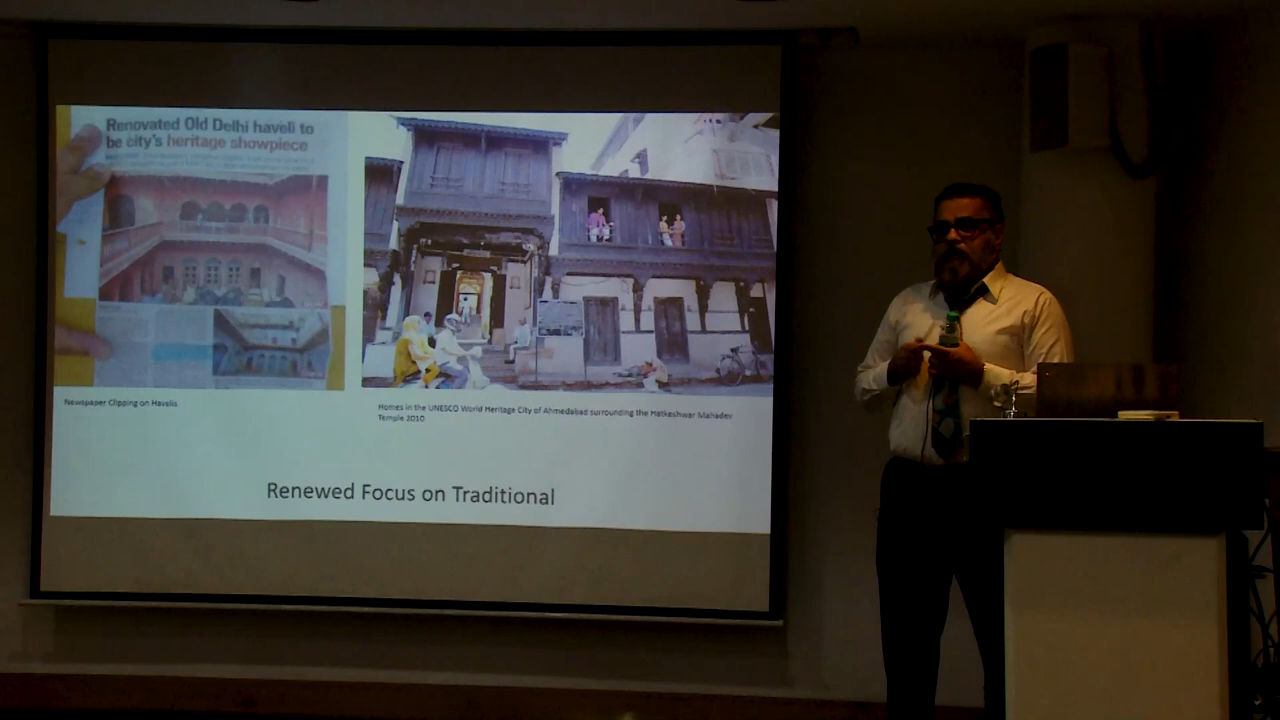 Renovated Old Delhi haveli to
be city's heritage showpiece
Newspaper Clipping on Havelis
Homes in the UNESCO World Heritage City of Ahmedabad surrounding the Hatkeshwar Mahadev
Temple 2010
Renewed Focus on Traditional